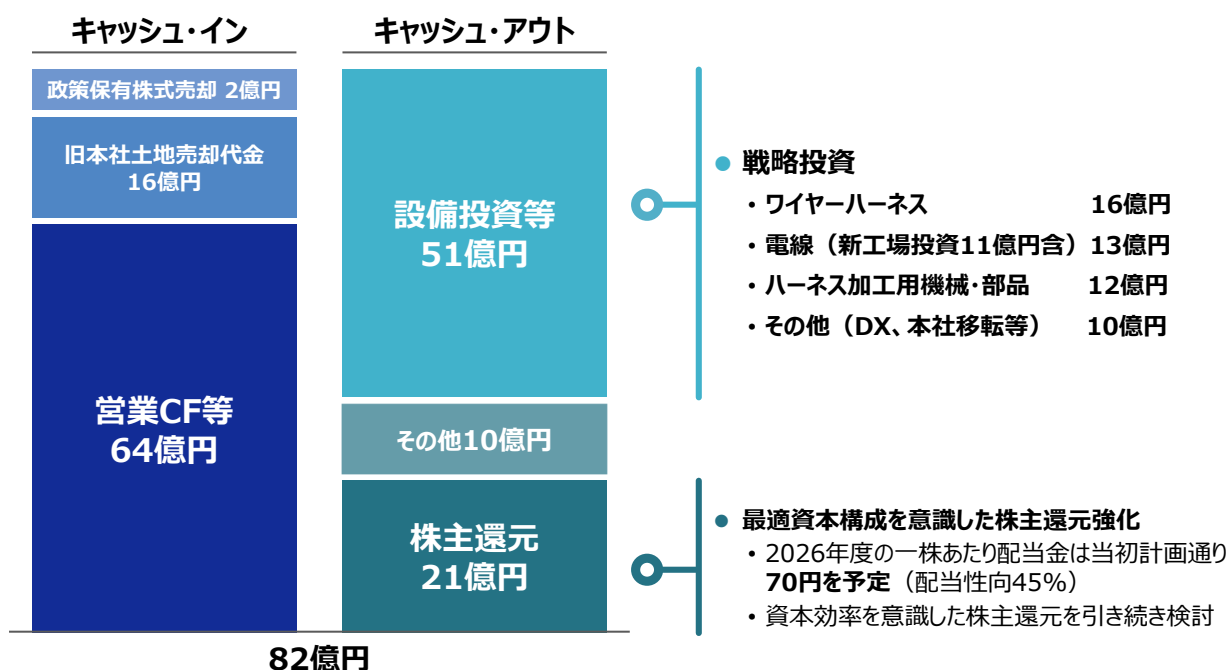 キャッシュ・イン
キャッシュ・アウト
政策保有株式売却 2億円
旧本社土地売却代金
16億円
営業CF等
64億円
設備投資等
51億円
その他10億円
株主還元
21億円
82億円
● 戦略投資
・ワイヤーハーネス 16億円
・電線（新工場投資11億円含）13億円
・ハーネス加工用機械・部品 12億円
・その他（DX、本社移転等） 10億円
● 最適資本構成を意識した株主還元強化
・2026年度の一株あたり配当金は当初計画通り
70円を予定（配当性向45%）
・資本効率を意識した株主還元を引き続き検討